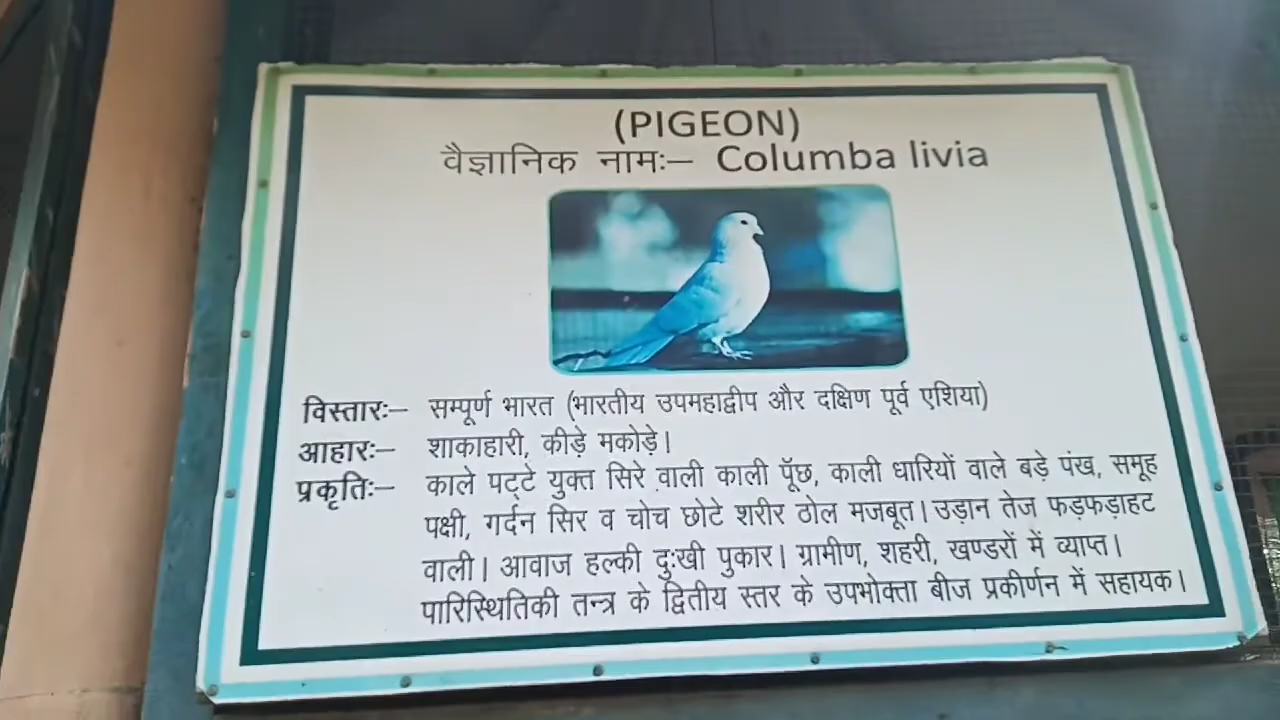 (PIGEON)
वैज्ञानिक नामः– Columba livia
विस्तारः– सम्पूर्ण भारत (भारतीय उपमहाद्वीप और दक्षिण पूर्व एशिया)
आहारः– शाकाहारी, कीड़े मकोड़े।
प्रकृतिः– काले पट्टे युक्त सिरे वाली काली पूँछ, काली धारियों वाले बड़े पंख, समूह
पक्षी, गर्दन सिर व चोच छोटे शरीर ठोल मजबूत। उड़ान तेज फड़फड़ाहट
वाली। आवाज हल्की दुःखी पुकार। ग्रामीण, शहरी, खण्डरों में व्याप्त।
पारिस्थितिकी तन्त्र के द्वितीय स्तर के उपभोक्ता बीज प्रकीर्णन में सहायक।